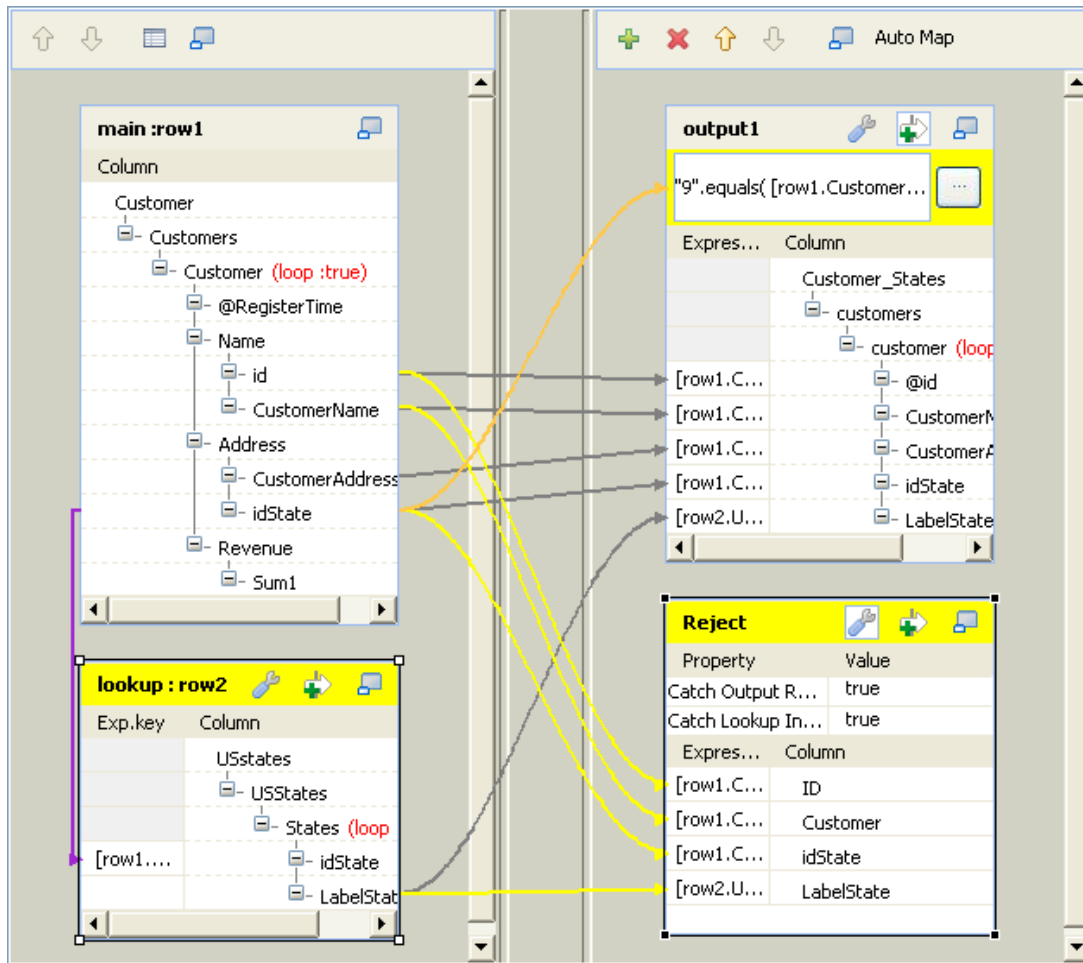 Auto Map
main :row1
Column
Customer
Customers
Customer (loop :true)
@RegisterTime
Name
id
CustomerName
Address
CustomerAddress
idState
Revenue
Sum1
lookup : row2
Exp.key Column
USstates
USStates
States (loop
[row1.... idState
LabelStat
output1
"9".equals( [row1.Customer... ...
Expres... Column
Customer_States
customers
customer (loop
[row1.C... @id
[row1.C... CustomerN
[row1.C... CustomerA
[row1.C... idState
[row2.U... LabelState
Reject
Property Value
Catch Output R... true
Catch Lookup In... true
Expres... Column
[row1.C... ID
[row1.C... Customer
[row1.C... idState
[row2.U... LabelState